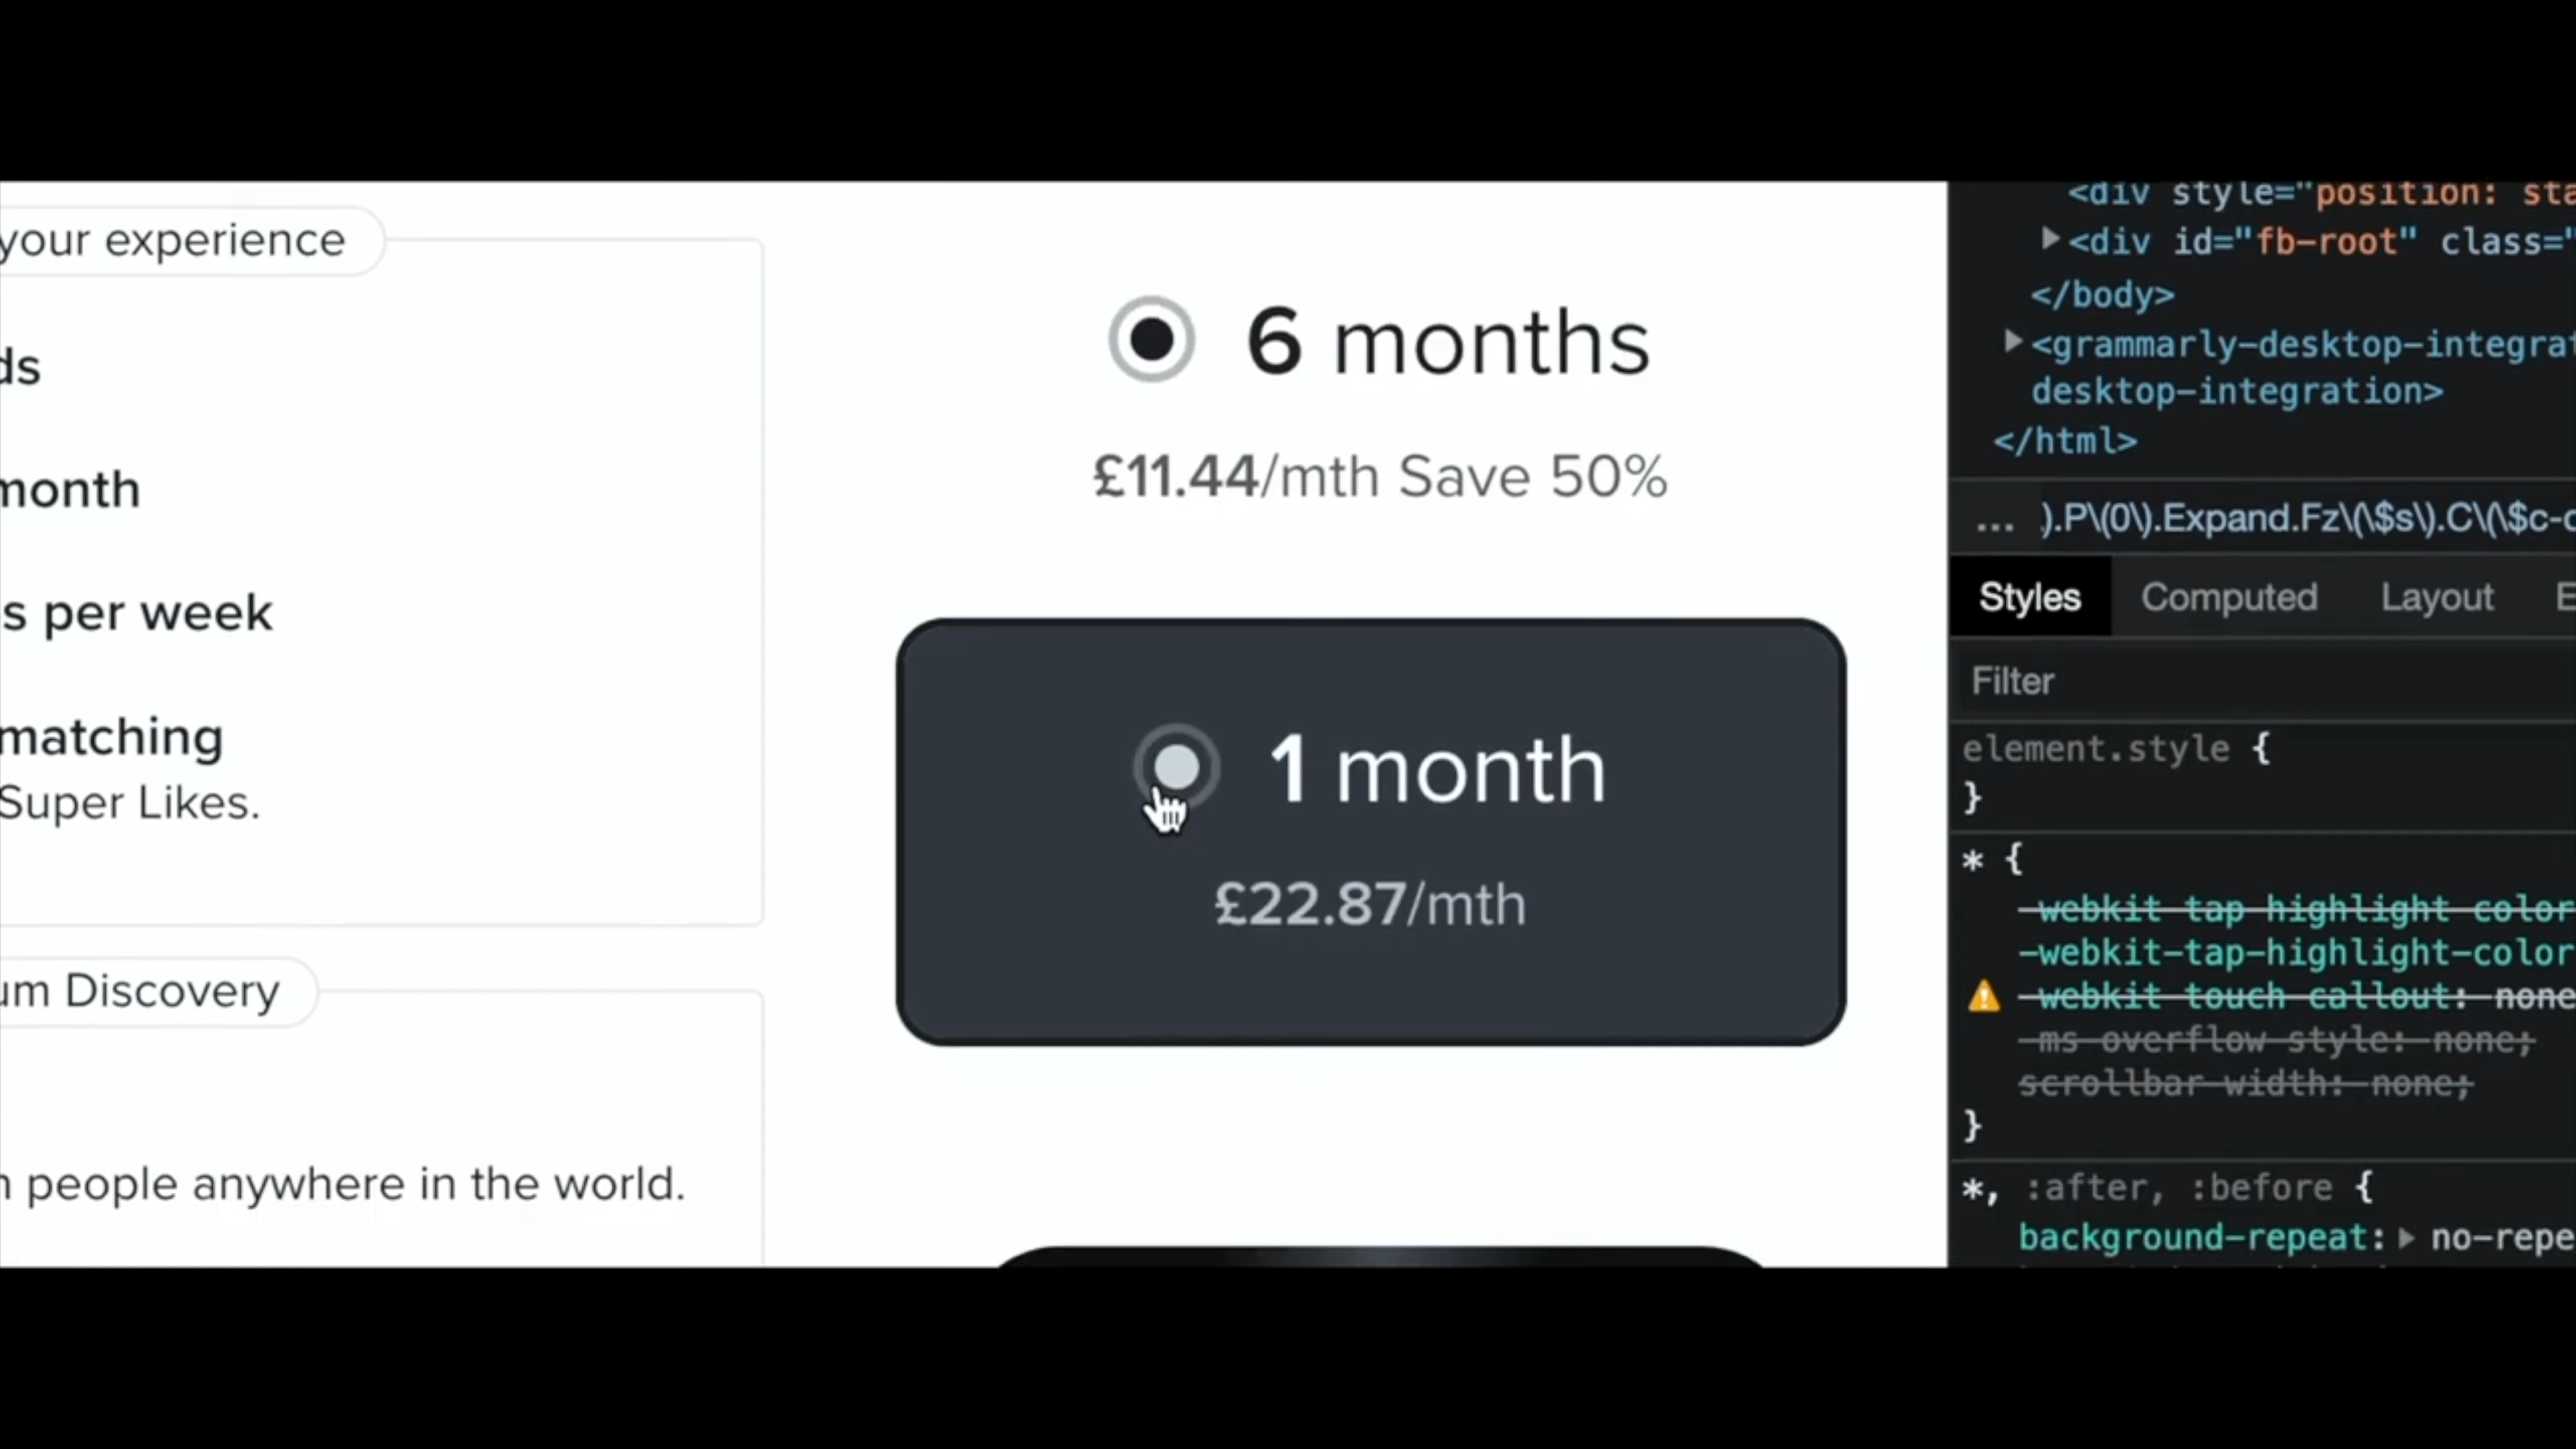 your experience
ds
month
s per week
matching
Super Likes.
um Discovery
people anywhere in the world.
6 months
£11.44/mth Save 50%
1 month
£22.87/mth
<div style="position: sta
<div id="fb-root" class="
</body>
<grammarly-desktop-integrat
desktop-integration>
</html>
... ).P\(0\).Expand.Fz\(\$s\).C\(\$c-
Styles Computed Layout E
Filter
element.style {
}
* {
-webkit-tap-highlight-color
-webkit-tap-highlight-color
-webkit-touch-callout: none
-ms-overflow-style: none;
scrollbar-width: none;
}
*, :after, :before {
background-repeat: no-repe